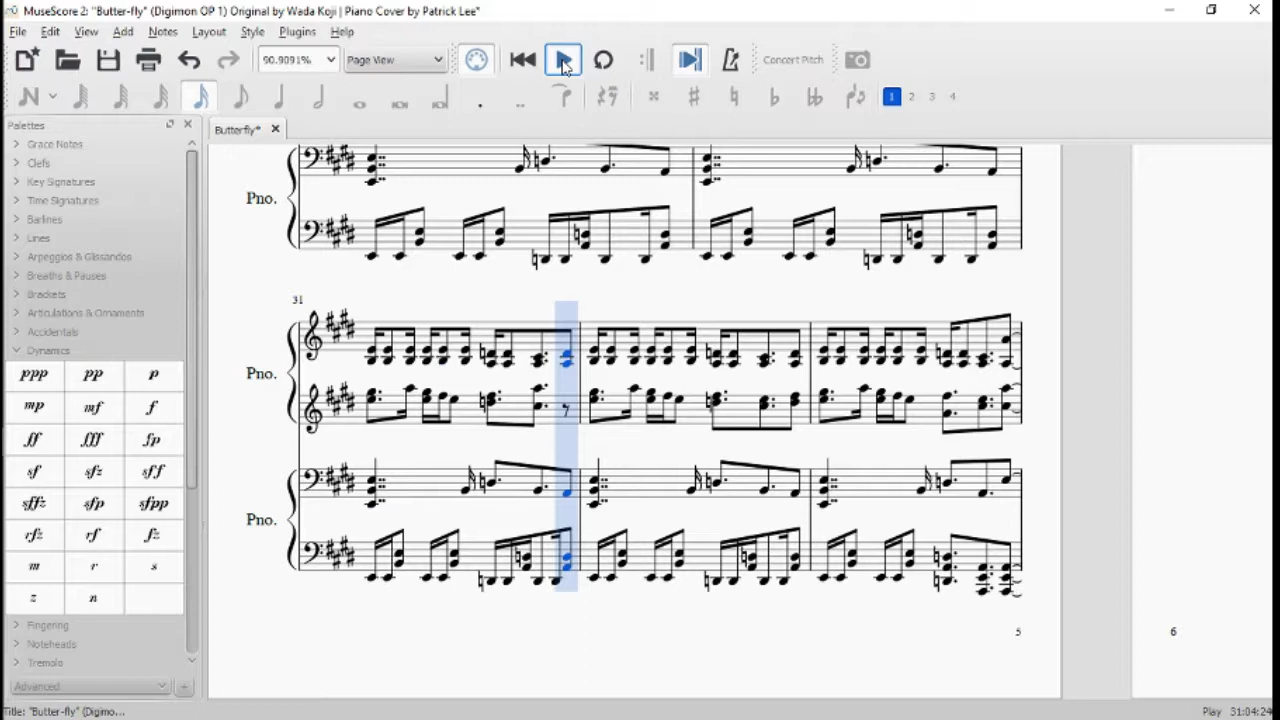 MuseScore 2: "Butter-fly" (Digimon OP 1) Original by Wada Koji | Piano Cover by Patrick Lee*
File Edit View Add Notes Layout Style Plugins Help
90.9091% Page View Concert Pitch
1 2 3 4
Palettes
Butterfly*
Grace Notes
Clefs
Key Signatures
Time Signatures
Barlines
Lines
Arpeggios & Glissandos
Breaths & Pauses
Brackets
Articulations & Ornaments
Accidentals
Dynamics
ppp pp p
mp mf f
ff fff fp
sf sfz sff
sffz sfp sfpp
rfz rf fz
m r s
z n
Fingering
Noteheads
Tremolo
Advanced
Pno.
31
Pno.
Pno.
5
6
Title: "Butter-fly" (Digimo...
Play 31:04:24